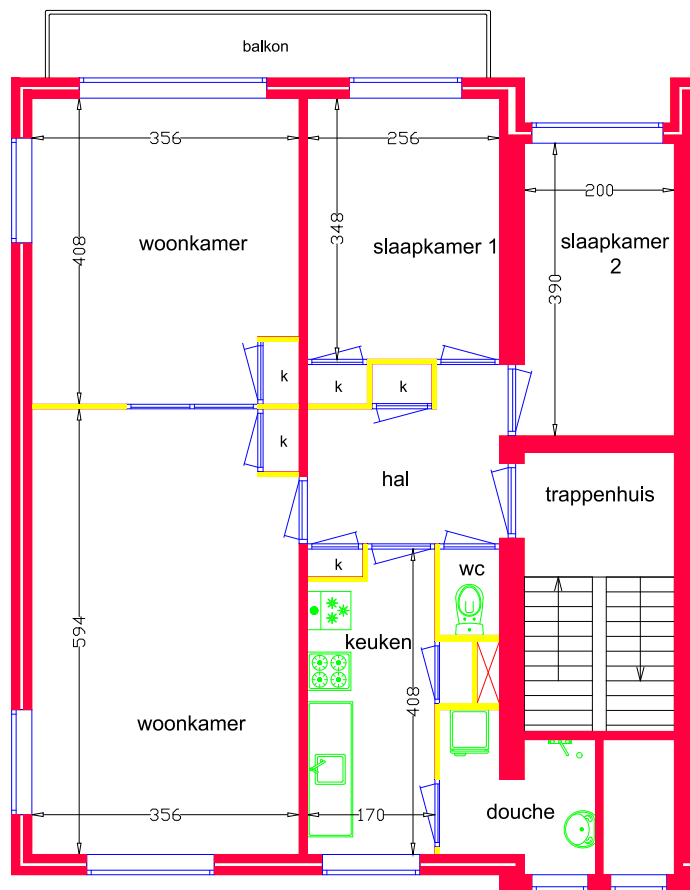 balkon
356
256
200
348
408
390
woonkamer
slaapkamer 1
slaapkamer
2
k
k
k
k
hal
trappenhuis
k
wc
keuken
594
408
woonkamer
356
170
douche